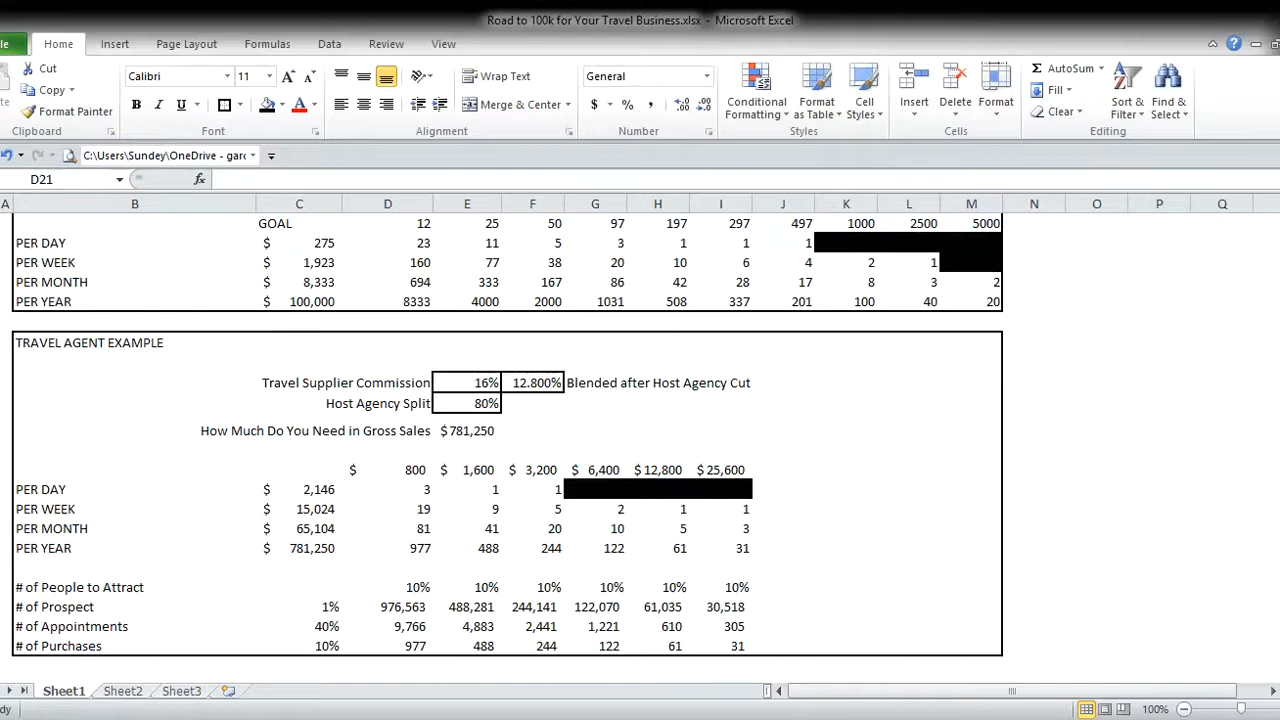 Road to 100k for Your Travel Business.xlsx - Microsoft Excel
Home Insert Page Layout Formulas Data Review View
Cut
Copy
Format Painter
Clipboard
Calibri 11
B I U
Font
Wrap Text
Merge & Center
Alignment
General
$ % ,
Number
Conditional Formatting
Format as Table
Cell Styles
Styles
Insert Delete Format
Cells
AutoSum
Fill
Clear
Sort & Filter
Find & Select
Editing
C:\Users\Sundey\OneDrive - garc
D21 fx
A B C D E F G H I J K L M N O P Q
GOAL 12 25 50 97 197 297 497 1000 2500 5000
PER DAY $ 275 23 11 5 3 1 1 1
PER WEEK $ 1,923 160 77 38 20 10 6 4 2 1
PER MONTH $ 8,333 694 333 167 86 42 28 17 8 3 2
PER YEAR $ 100,000 8333 4000 2000 1031 508 337 201 100 40 20
TRAVEL AGENT EXAMPLE
Travel Supplier Commission 16% 12.800% Blended after Host Agency Cut
Host Agency Split 80%
How Much Do You Need in Gross Sales $781,250
$ 800 $ 1,600 $ 3,200 $ 6,400 $12,800 $25,600
PER DAY $ 2,146 3 1 1
PER WEEK $ 15,024 19 9 5 2 1 1
PER MONTH $ 65,104 81 41 20 10 5 3
PER YEAR $ 781,250 977 488 244 122 61 31
# of People to Attract 10% 10% 10% 10% 10% 10%
# of Prospect 1% 976,563 488,281 244,141 122,070 61,035 30,518
# of Appointments 40% 9,766 4,883 2,441 1,221 610 305
# of Purchases 10% 977 488 244 122 61 31
Sheet1 Sheet2 Sheet3
dy 100%